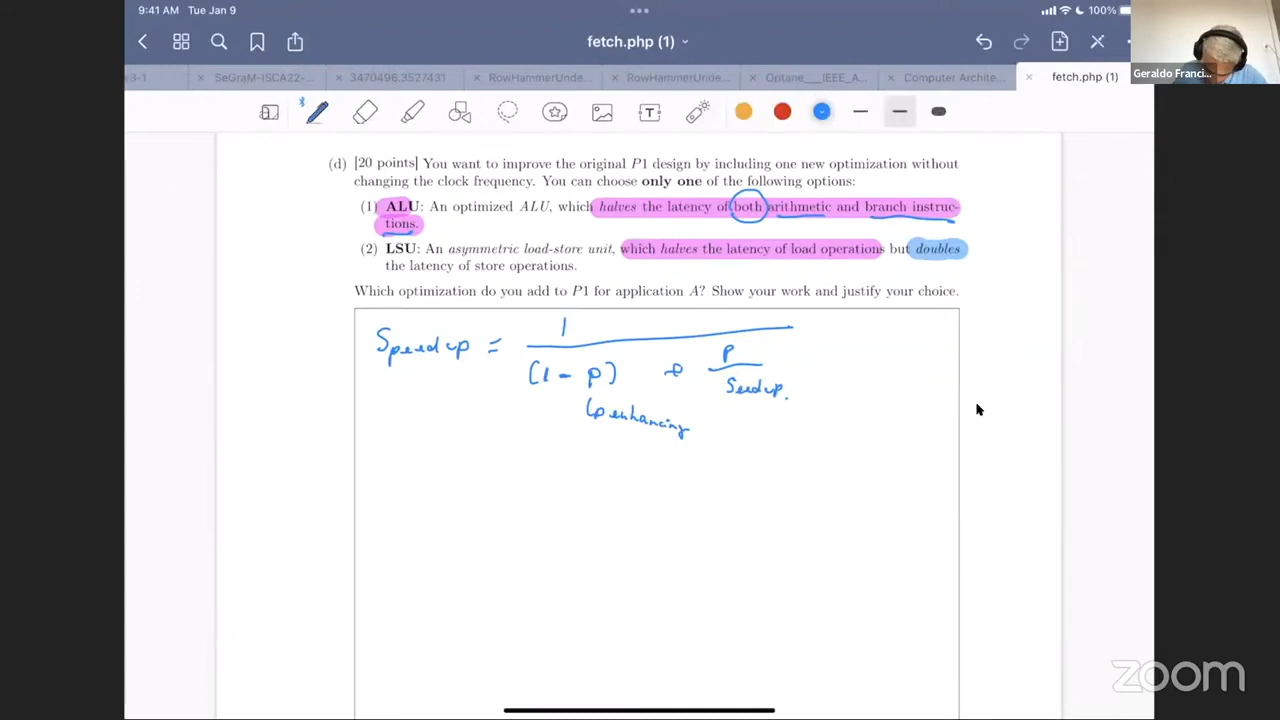 9:41 AM Tue Jan 9
100%
fetch.php (1)
y3-1
SeGraM-ISCA22-...
3470496.3527431
RowHammerUnde...
RowHammerUnde...
Optane___IEEE_A...
Computer Archite...
fetch.php (1)
Geraldo Franci...
(d) [20 points] You want to improve the original P1 design by including one new optimization without
changing the clock frequency. You can choose only one of the following options:
(1) ALU: An optimized ALU, which halves the latency of both arithmetic and branch instruc-
tions.
(2) LSU: An asymmetric load-store unit, which halves the latency of load operations but doubles
the latency of store operations.
Which optimization do you add to P1 for application A? Show your work and justify your choice.
Speedup = 1
(1 - P) + P
Seedup.
enhancing
zoom